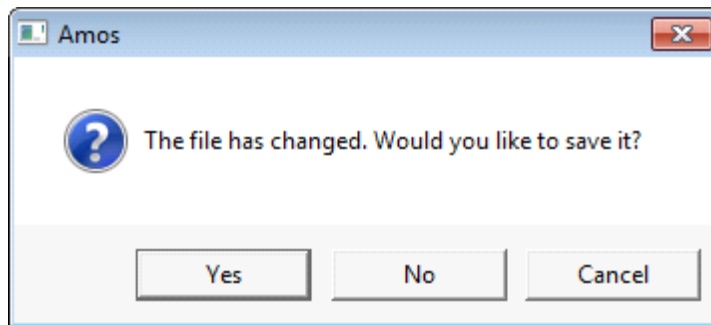 Amos
The file has changed. Would you like to save it?
Yes
No
Cancel